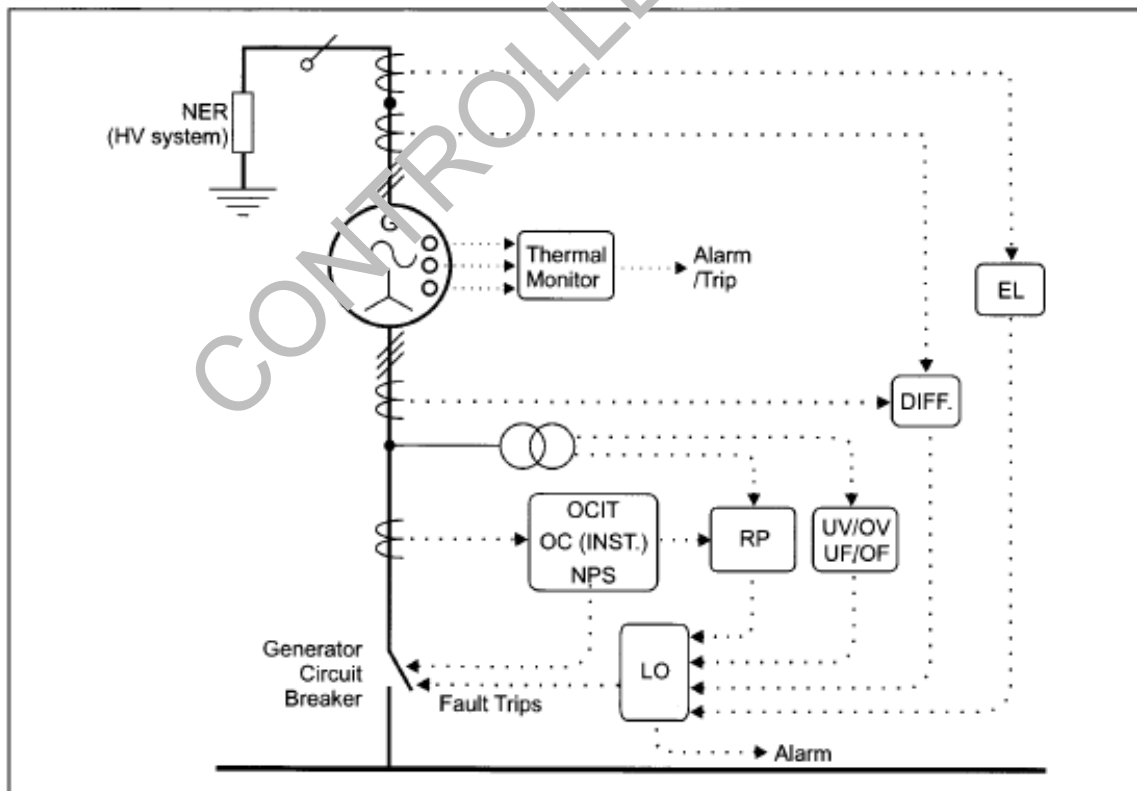 CONTROLLE
NER
(HV system)
G
Thermal
Monitor
Alarm
/Trip
EL
DIFF.
OCIT
OC (INST.)
NPS
RP
UV/OV
UF/OF
Generator
Circuit
Breaker
Fault Trips
LO
Alarm